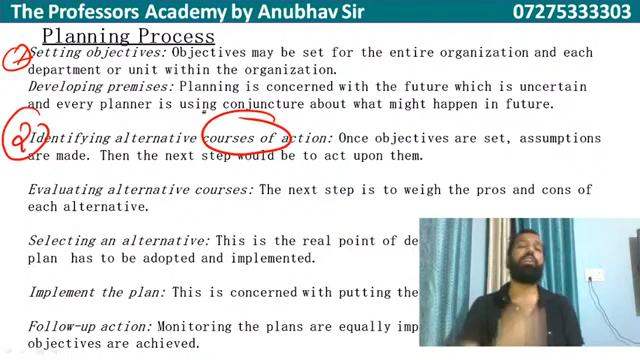 The Professors Academy by Anubhav Sir 07275333303
Planning Process
1
Setting objectives: Objectives may be set for the entire organization and each
department or unit within the organization.
Developing premises: Planning is concerned with the future which is uncertain
and every planner is using conjuncture about what might happen in future.
2
Identifying alternative courses of action: Once objectives are set, assumptions
are made. Then the next step would be to act upon them.
Evaluating alternative courses: The next step is to weigh the pros and cons of
each alternative.
Selecting an alternative: This is the real point of de
plan has to be adopted and implemented.
Implement the plan: This is concerned with putting the
Follow-up action: Monitoring the plans are equally imp
objectives are achieved.